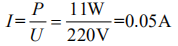 I = P/U = 11W/220V = 0.05A